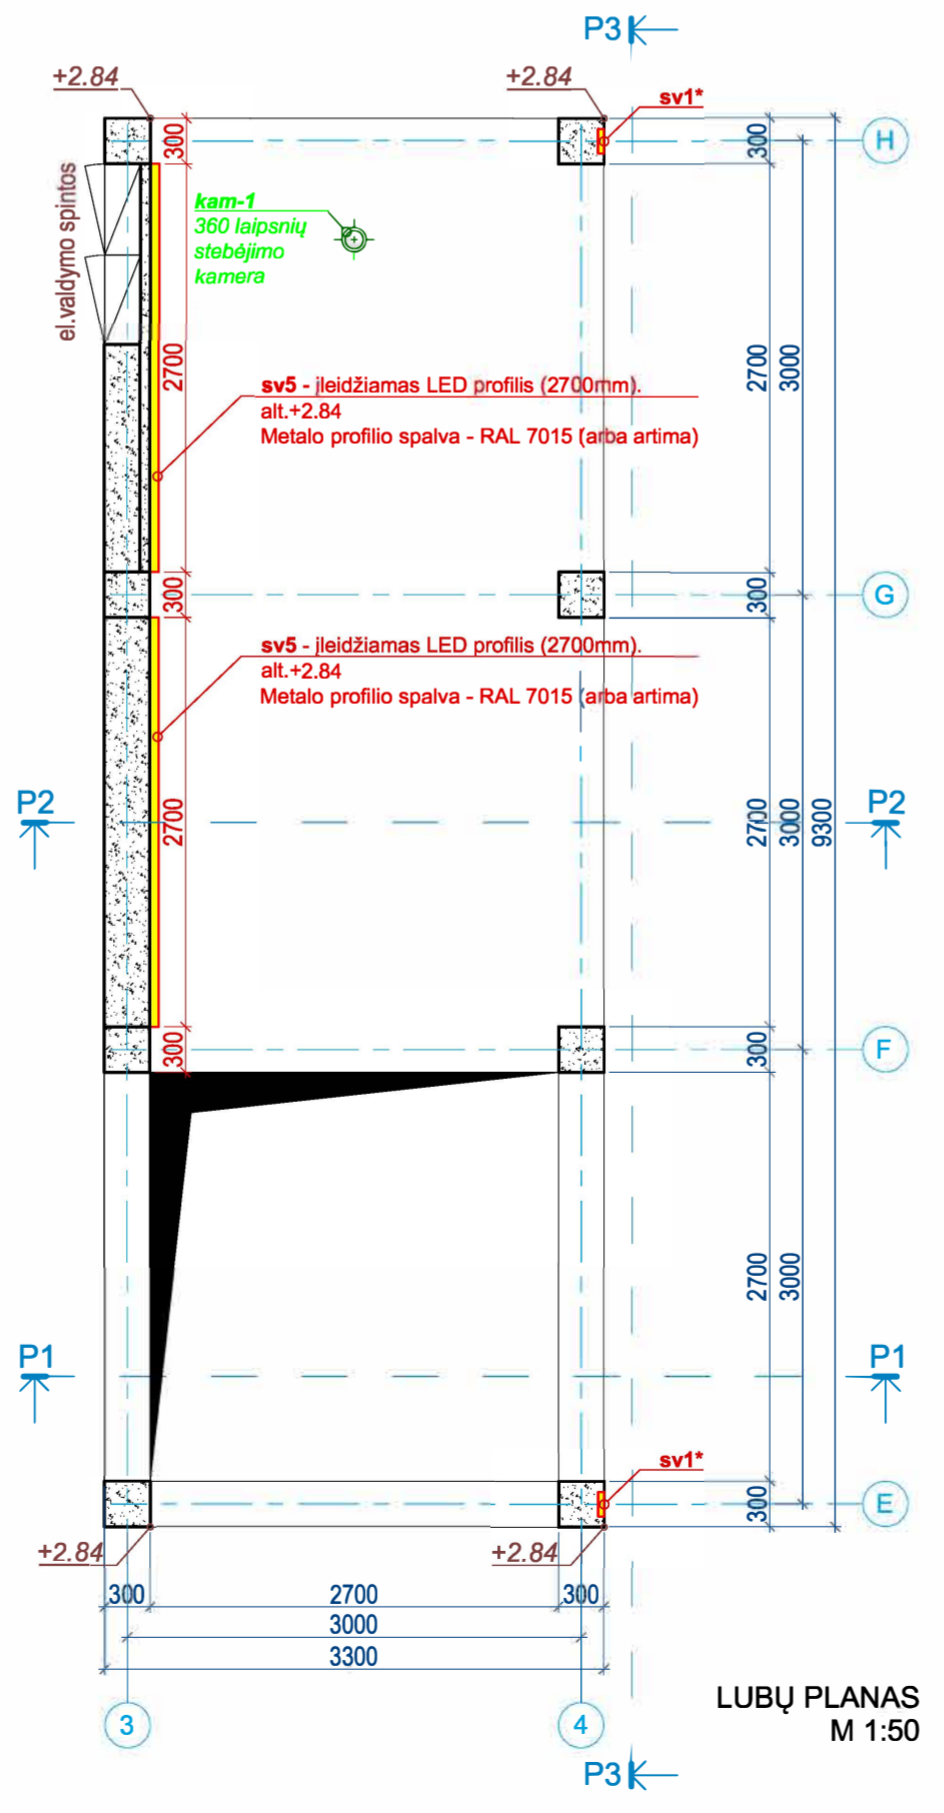 P3
+2.84
+2.84
sv1*
300
300
H
el.valdymo spintos
kam-1
360 laipsnių
stebėjimo
kamera
2700
2700
3000
sv5 - įleidžiamas LED profilis (2700mm).
alt.+2.84
Metalo profilio spalva - RAL 7015 (arba artima)
300
300
G
sv5 - įleidžiamas LED profilis (2700mm).
alt.+2.84
Metalo profilio spalva - RAL 7015 (arba artima)
P2
2700
2700
3000
9300
P2
300
300
F
2700
3000
P1
P1
sv1*
300
E
+2.84
+2.84
300
2700
300
3000
3300
3
4
LUBŲ PLANAS
M 1:50
P3